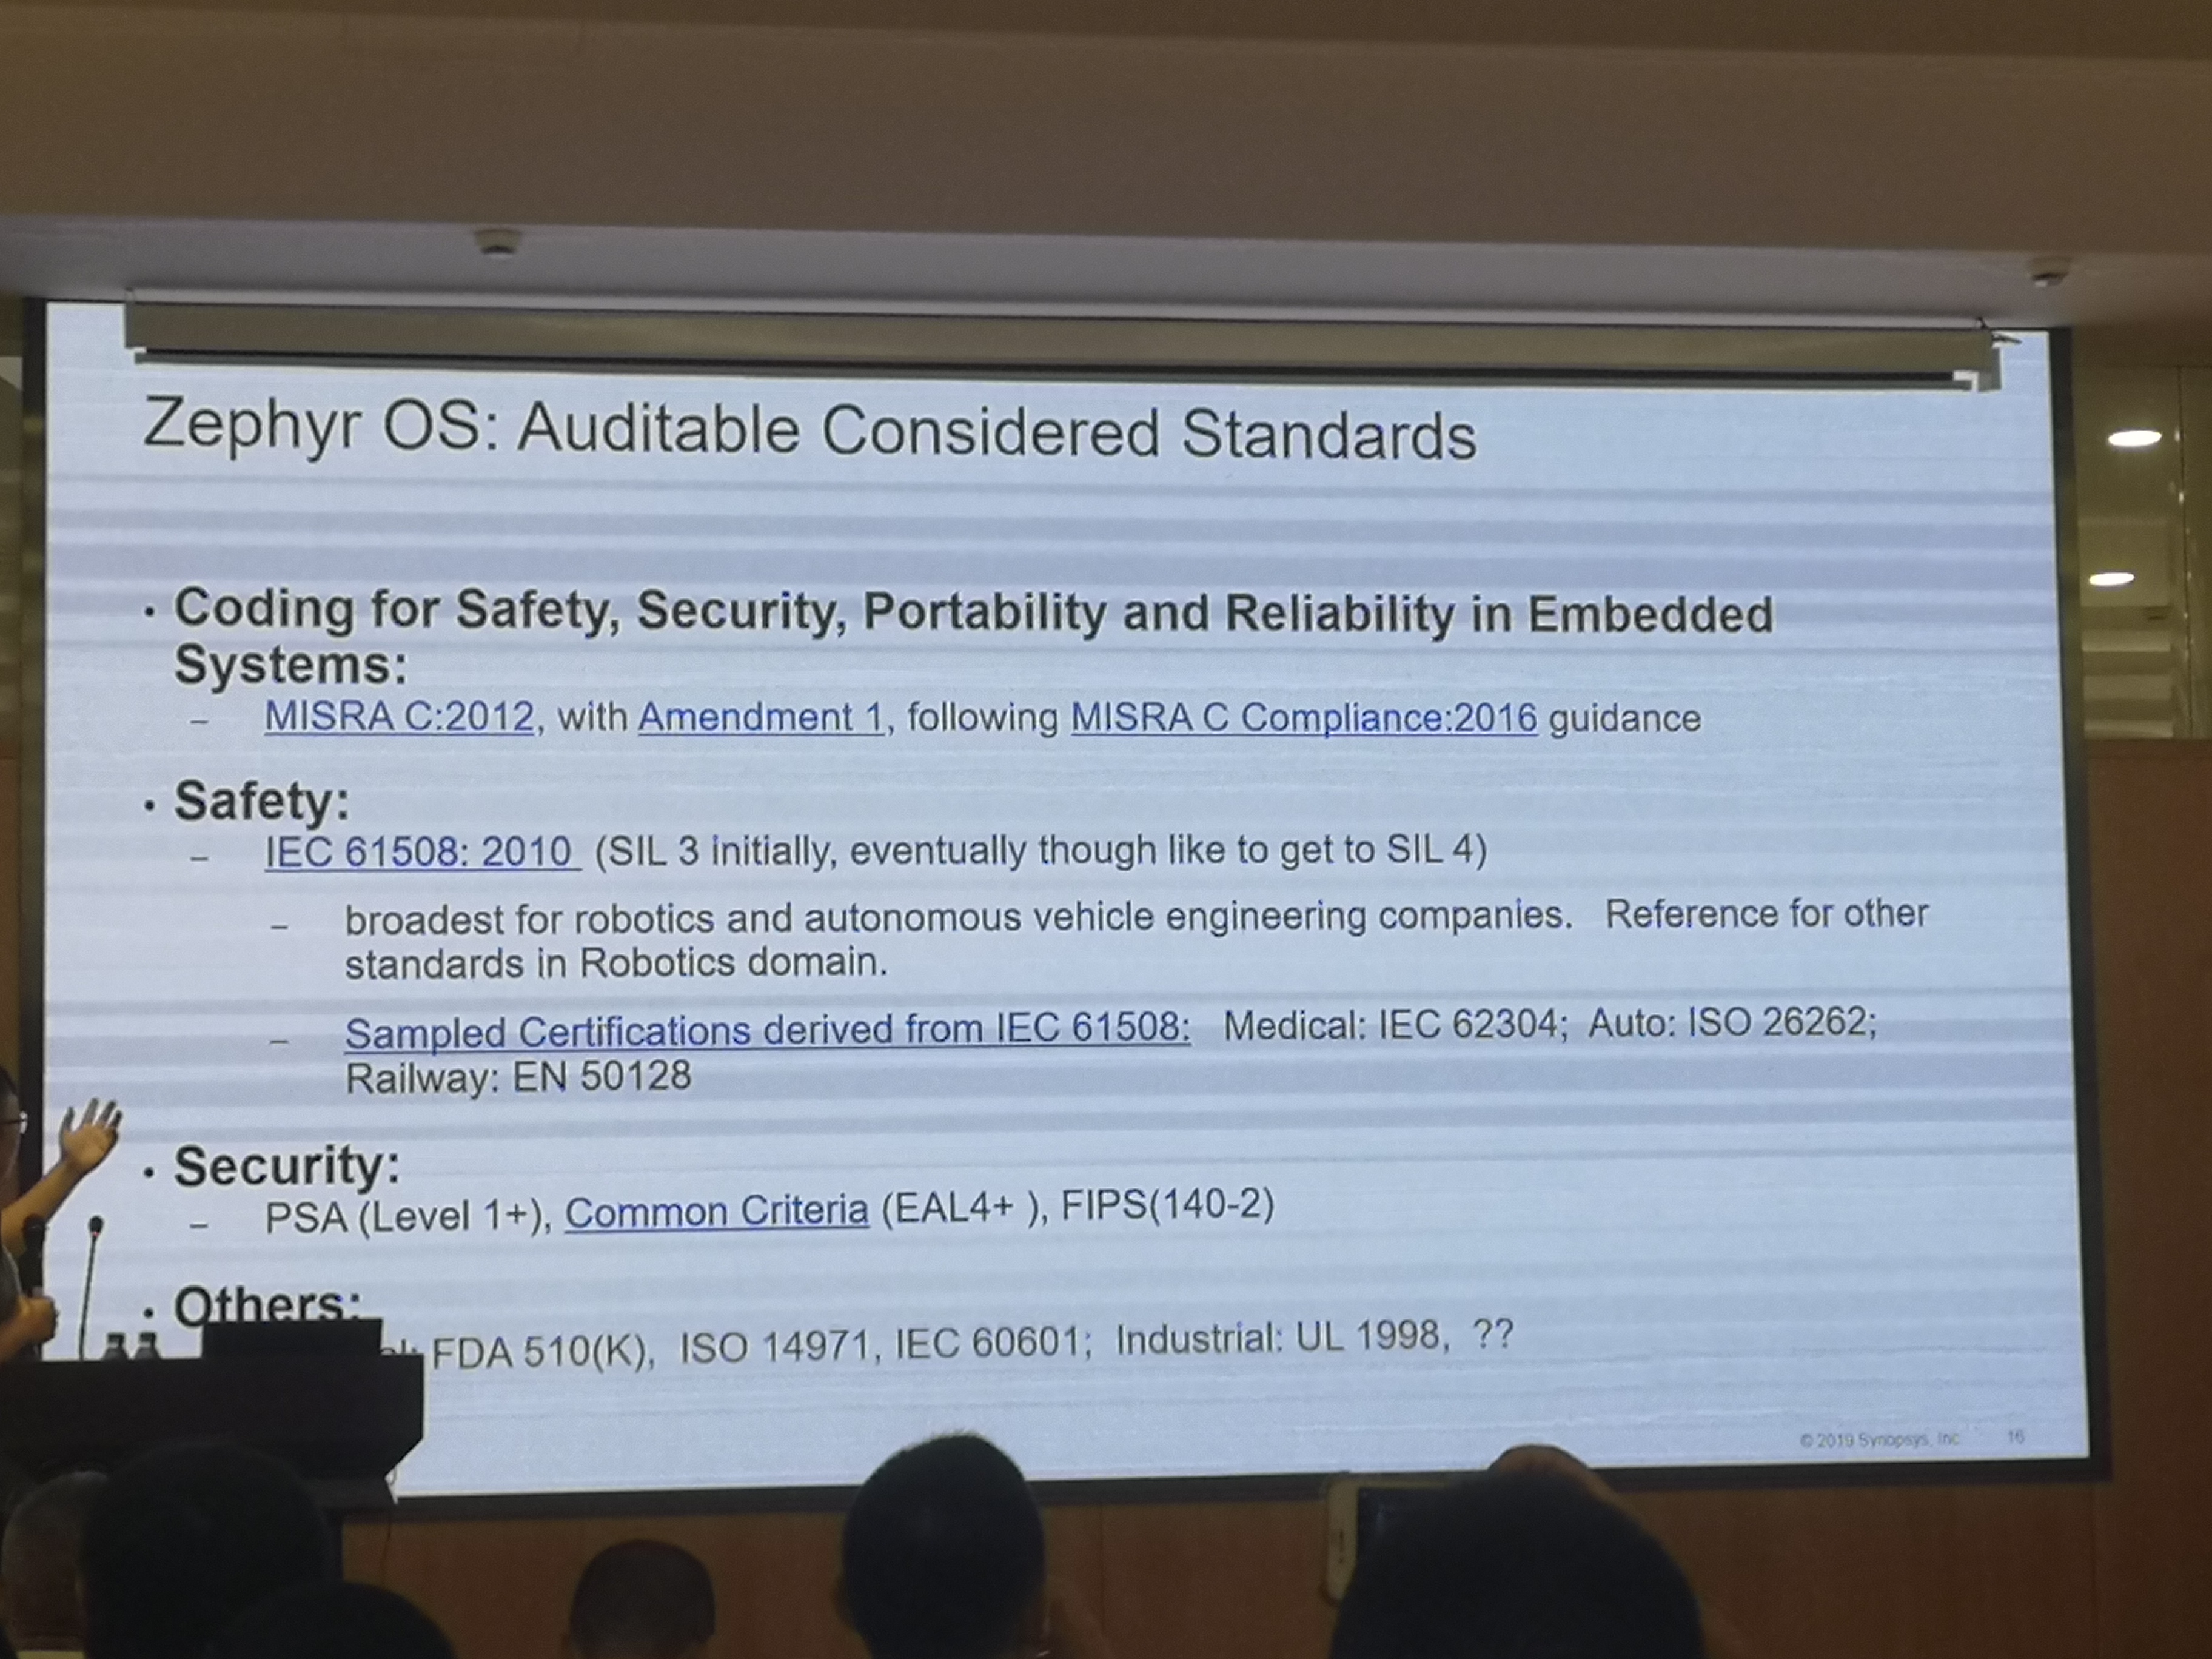 Zephyr OS: Auditable Considered Standards
• Coding for Safety, Security, Portability and Reliability in Embedded
Systems:
– MISRA C:2012, with Amendment 1, following MISRA C Compliance:2016 guidance
• Safety:
– IEC 61508: 2010 (SIL 3 initially, eventually though like to get to SIL 4)
– broadest for robotics and autonomous vehicle engineering companies. Reference for other
standards in Robotics domain.
– Sampled Certifications derived from IEC 61508: Medical: IEC 62304; Auto: ISO 26262;
Railway: EN 50128
• Security:
– PSA (Level 1+), Common Criteria (EAL4+ ), FIPS(140-2)
• Others:
FDA 510(K), ISO 14971, IEC 60601; Industrial: UL 1998, ??
© 2019 Synopsys, Inc. 16